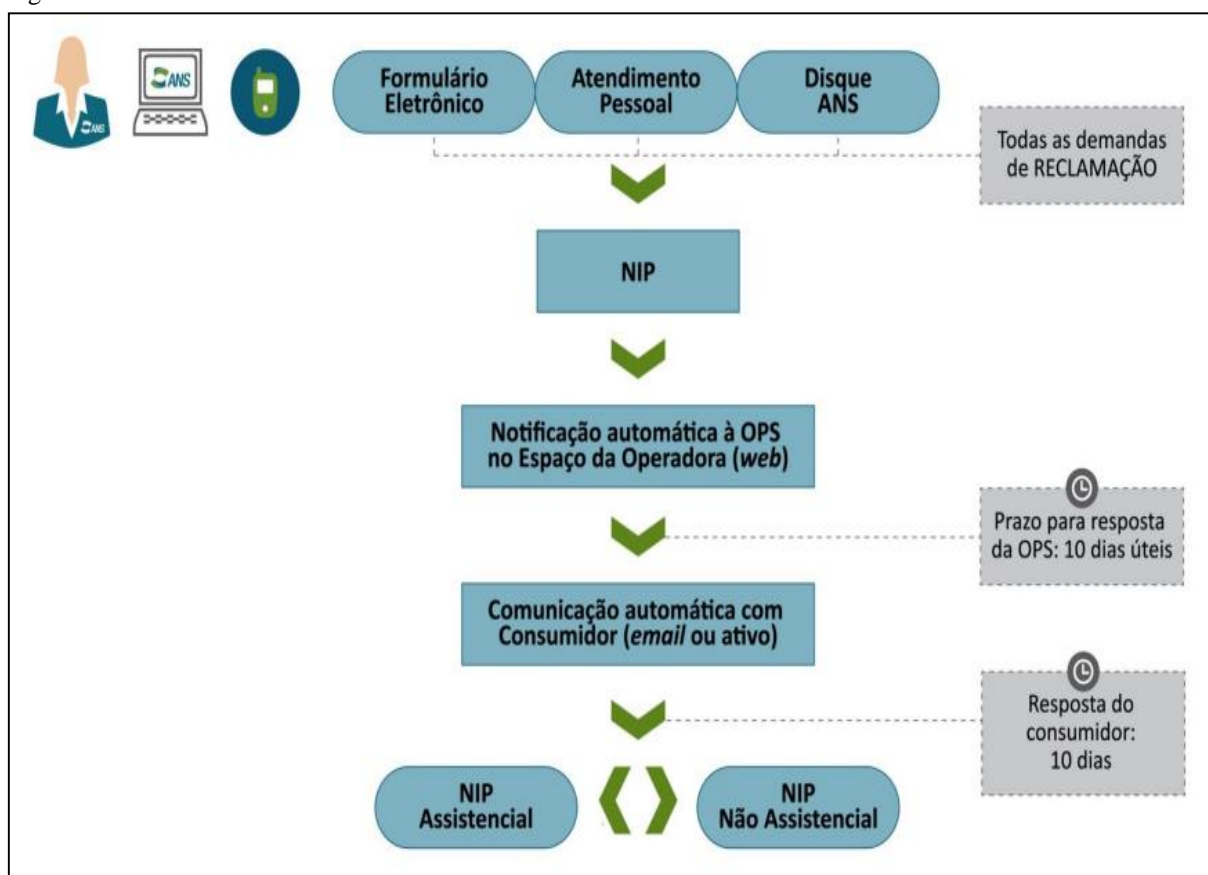 ANS
ANS
Formulário
Eletrônico
Atendimento
Pessoal
Disque
ANS
Todas as demandas
de RECLAMAÇÃO
NIP
Notificação automática à OPS
no Espaço da Operadora (web)
Prazo para resposta
da OPS: 10 dias úteis
Comunicação automática com
Consumidor (email ou ativo)
Resposta do
consumidor:
10 dias
NIP
Assistencial
NIP
Não Assistencial